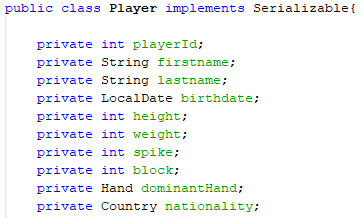 public class Player implements Serializable{
private int playerId;
private String firstname;
private String lastname;
private LocalDate birthdate;
private int height;
private int weight;
private int spike;
private int block;
private Hand dominantHand;
private Country nationality;